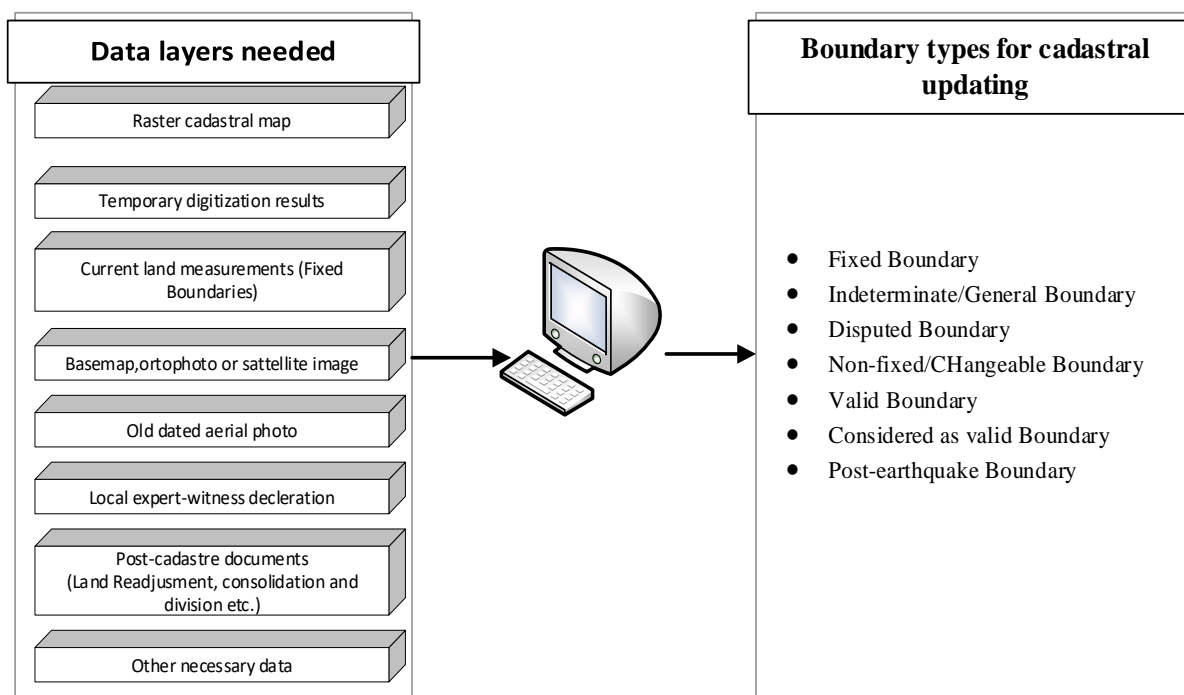 Data layers needed
Raster cadastral map
Temporary digitization results
Current land measurements (Fixed
Boundaries)
Basemap,ortophoto or sattellite image
Old dated aerial photo
Local expert-witness decleration
Post-cadastre documents
(Land Readjusment, consolidation and
division etc.)
Other necessary data
Boundary types for cadastral
updating
• Fixed Boundary
• Indeterminate/General Boundary
• Disputed Boundary
• Non-fixed/CHangeable Boundary
• Valid Boundary
• Considered as valid Boundary
• Post-earthquake Boundary